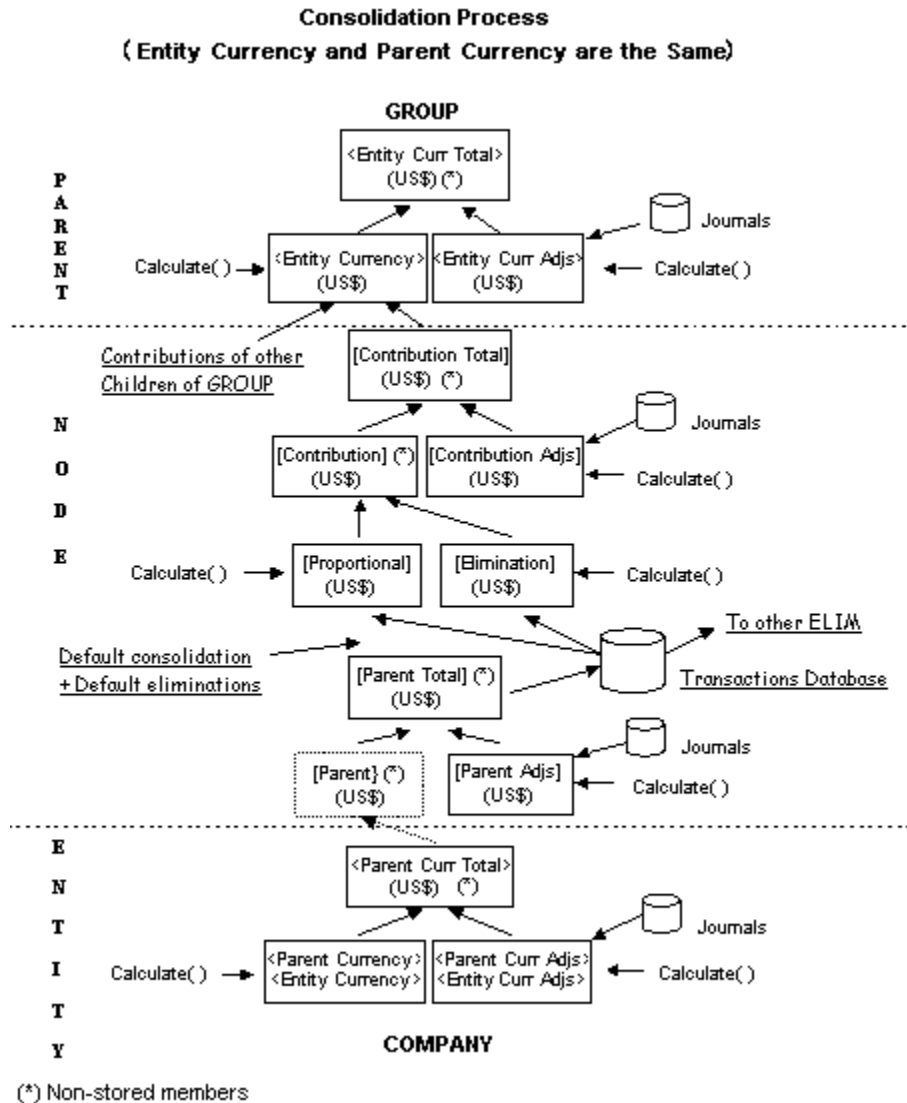 Consolidation Process
( Entity Currency and Parent Currency are the Same)
GROUP
<Entity Curr Total>
(US$) (*)
P
A
R
E
N
T
Journals
<Entity Currency>
(US$)
<Entity Curr Adjs>
(US$)
Calculate( )
Calculate( )
Contributions of other
Children of GROUP
[Contribution Total]
(US$) (*)
N
O
D
E
Journals
[Contribution] (*)
(US$)
[Contribution Adjs]
(US$)
Calculate( )
Calculate( )
[Proportional]
(US$)
[Elimination]
(US$)
Calculate( )
To other ELIM
Default consolidation
+ Default eliminations
[Parent Total] (*)
(US$)
Transactions Database
Journals
[Parent} (*)
(US$)
[Parent Adjs]
(US$)
Calculate( )
E
N
T
I
T
Y
<Parent Curr Total>
(US$) (*)
Journals
Calculate( )
<Parent Currency>
<Entity Currency>
<Parent Curr Adjs>
<Entity Curr Adjs>
Calculate( )
COMPANY
(*) Non-stored members